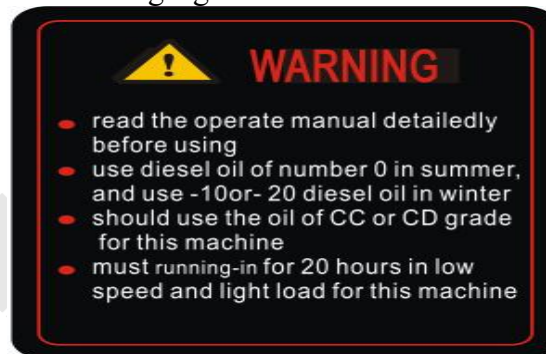 WARNING
read the operate manual detailedly
before using
use diesel oil of number 0 in summer,
and use -10or- 20 diesel oil in winter
should use the oil of CC or CD grade
for this machine
must running-in for 20 hours in low
speed and light load for this machine